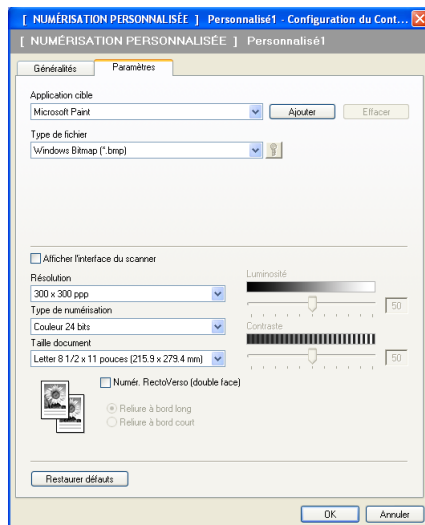 [ NUMÉRISATION PERSONNALISÉE ] Personnalisé1 - Configuration du Cont...
[ NUMÉRISATION PERSONNALISÉE ] Personnalisé1
Généralités Paramètres
Application cible
Microsoft Paint Ajouter Effacer
Type de fichier
Windows Bitmap (*.bmp)
Afficher l'interface du scanner
Résolution Luminosité
300 x 300 ppp 50
Type de numérisation
Couleur 24 bits Contraste
Taille document
Letter 8 1/2 x 11 pouces (215.9 x 279.4 mm) 50
Numér. RectoVerso (double face)
Reliure à bord long
Reliure à bord court
Restaurer défauts
OK Annuler